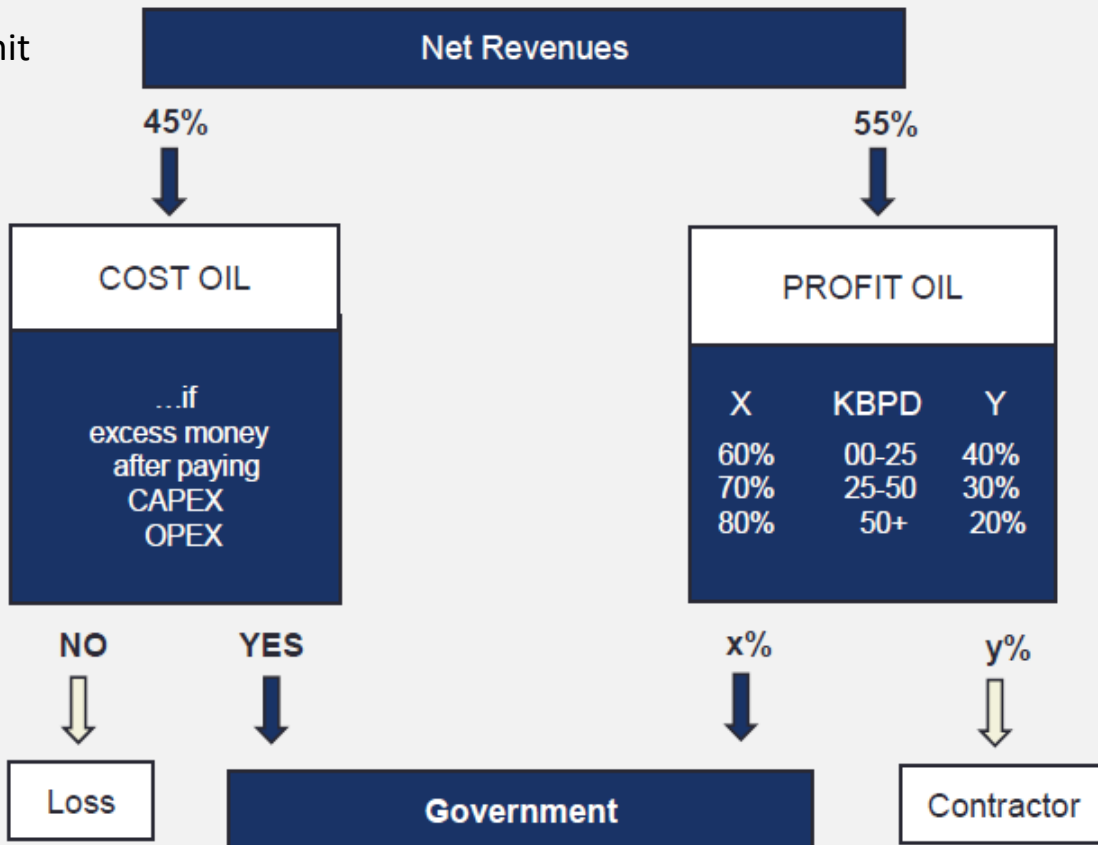 Net Revenues
45%
55%
COST OIL
PROFIT OIL
...if
excess money
after paying
CAPEX
OPEX
X KBPD Y
60% 00-25 40%
70% 25-50 30%
80% 50+ 20%
NO YES
x% y%
Loss
Government
Contractor